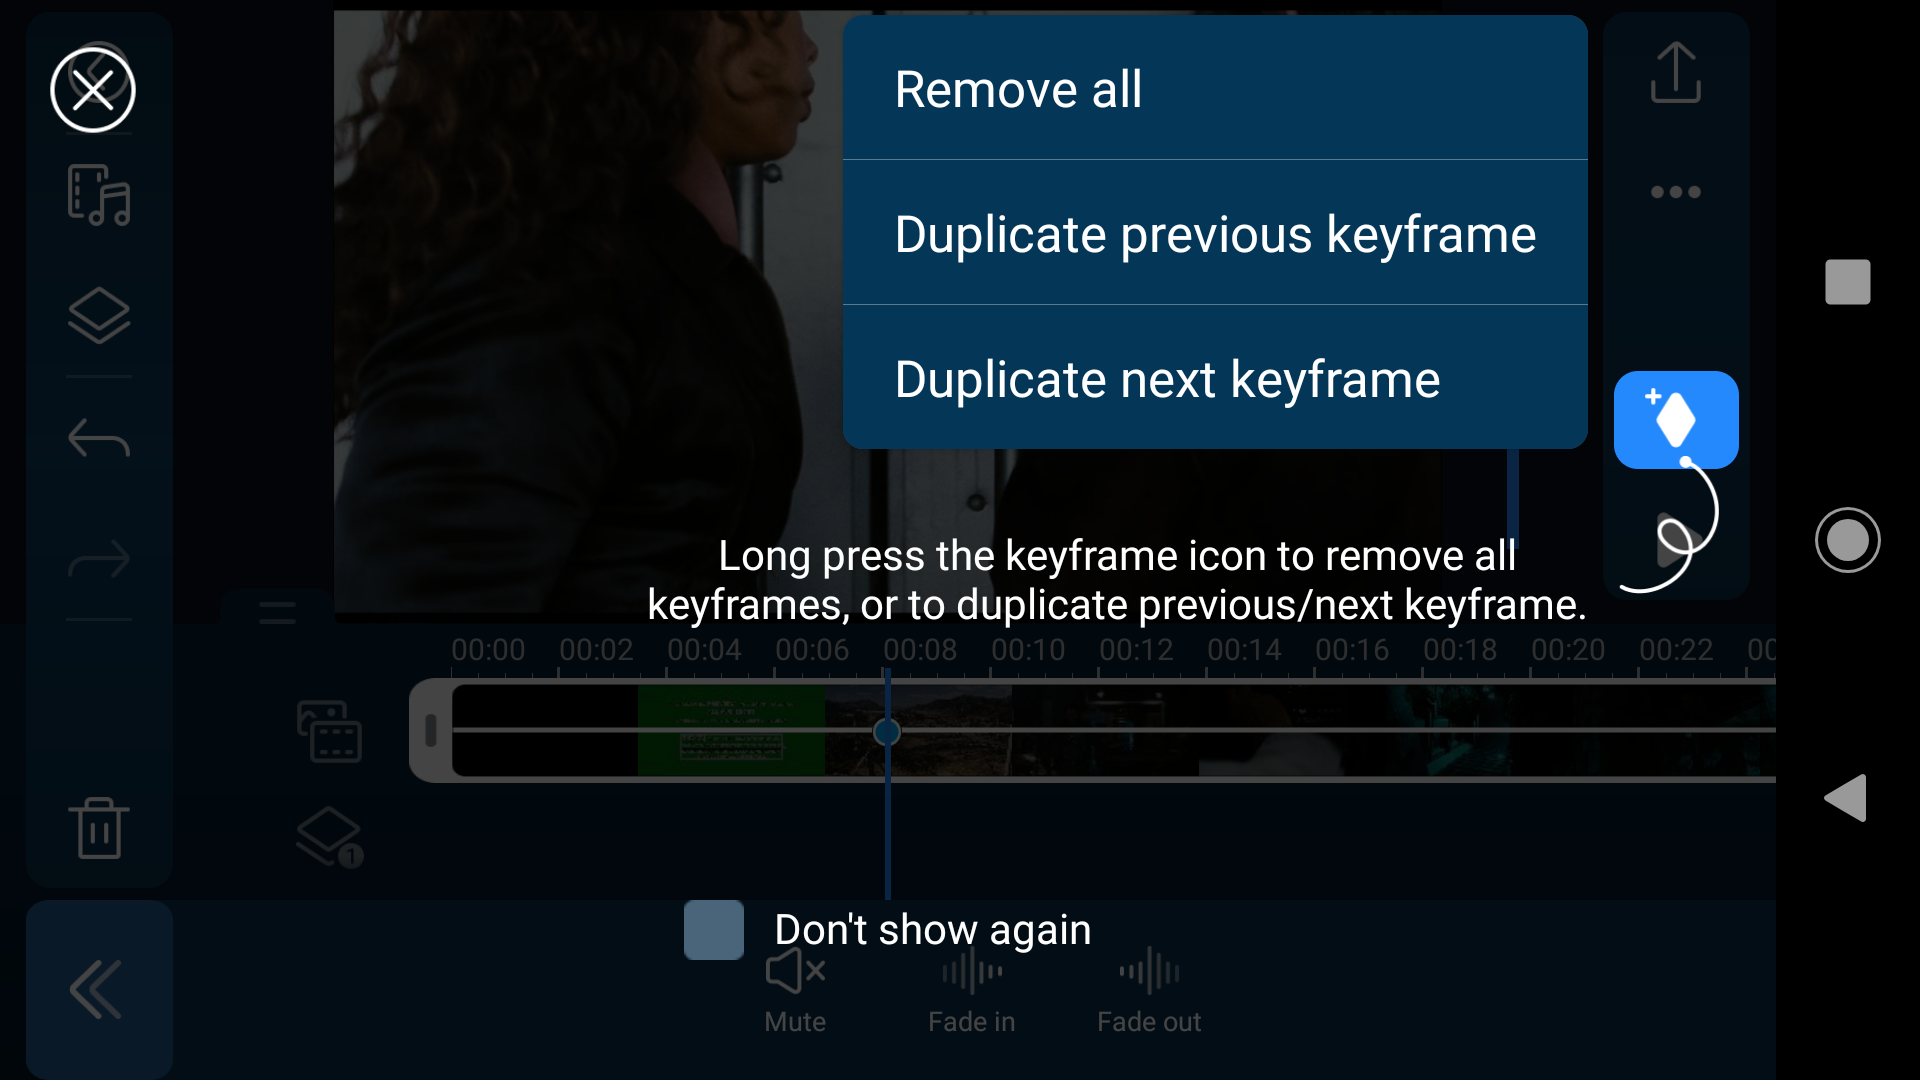 Remove all
Duplicate previous keyframe
Duplicate next keyframe
Long press the keyframe icon to remove all
keyframes, or to duplicate previous/next keyframe.
00:00 00:02 00:04 00:06 00:08 00:10 00:12 00:14 00:16 00:18 00:20 00:22 00
1
Don't show again
Mute Fade in Fade out